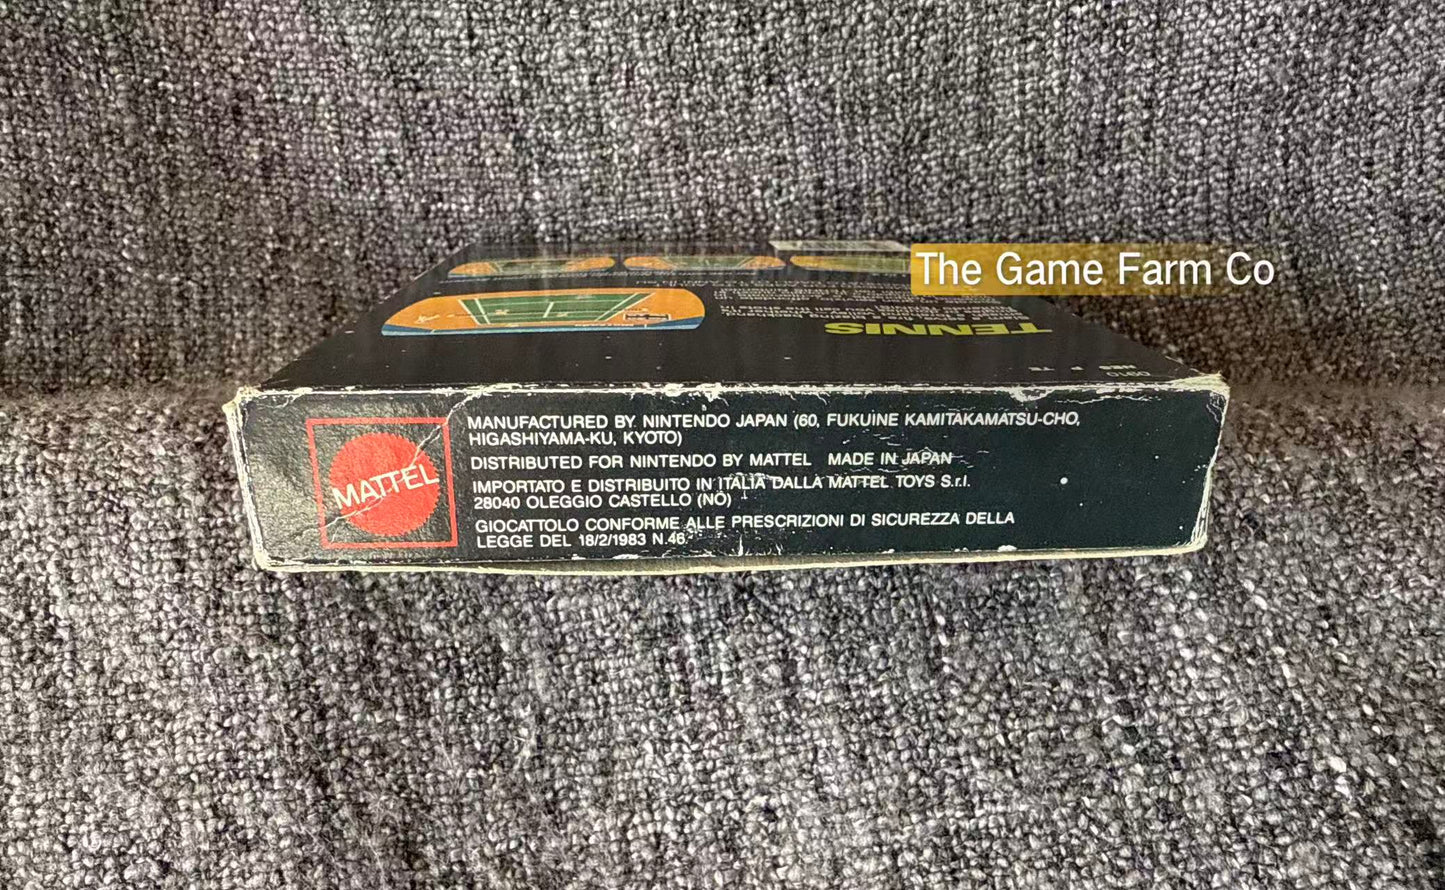 The Game Farm Co
TENNIS
MANUFACTURED BY NINTENDO JAPAN (60, FUKUINE KAMITAKAMATSU-CHO,
HIGASHIYAMA-KU, KYOTO)
DISTRIBUTED FOR NINTENDO BY MATTEL MADE IN JAPAN
IMPORTATO E DISTRIBUITO IN ITALIA DALLA MATTEL TOYS S.r.l.
28040 OLEGGIO CASTELLO (NO)
GIOCATTOLO CONFORME ALLE PRESCRIZIONI DI SICUREZZA DELLA
LEGGE DEL 18/2/1983 N.46.
MATTEL